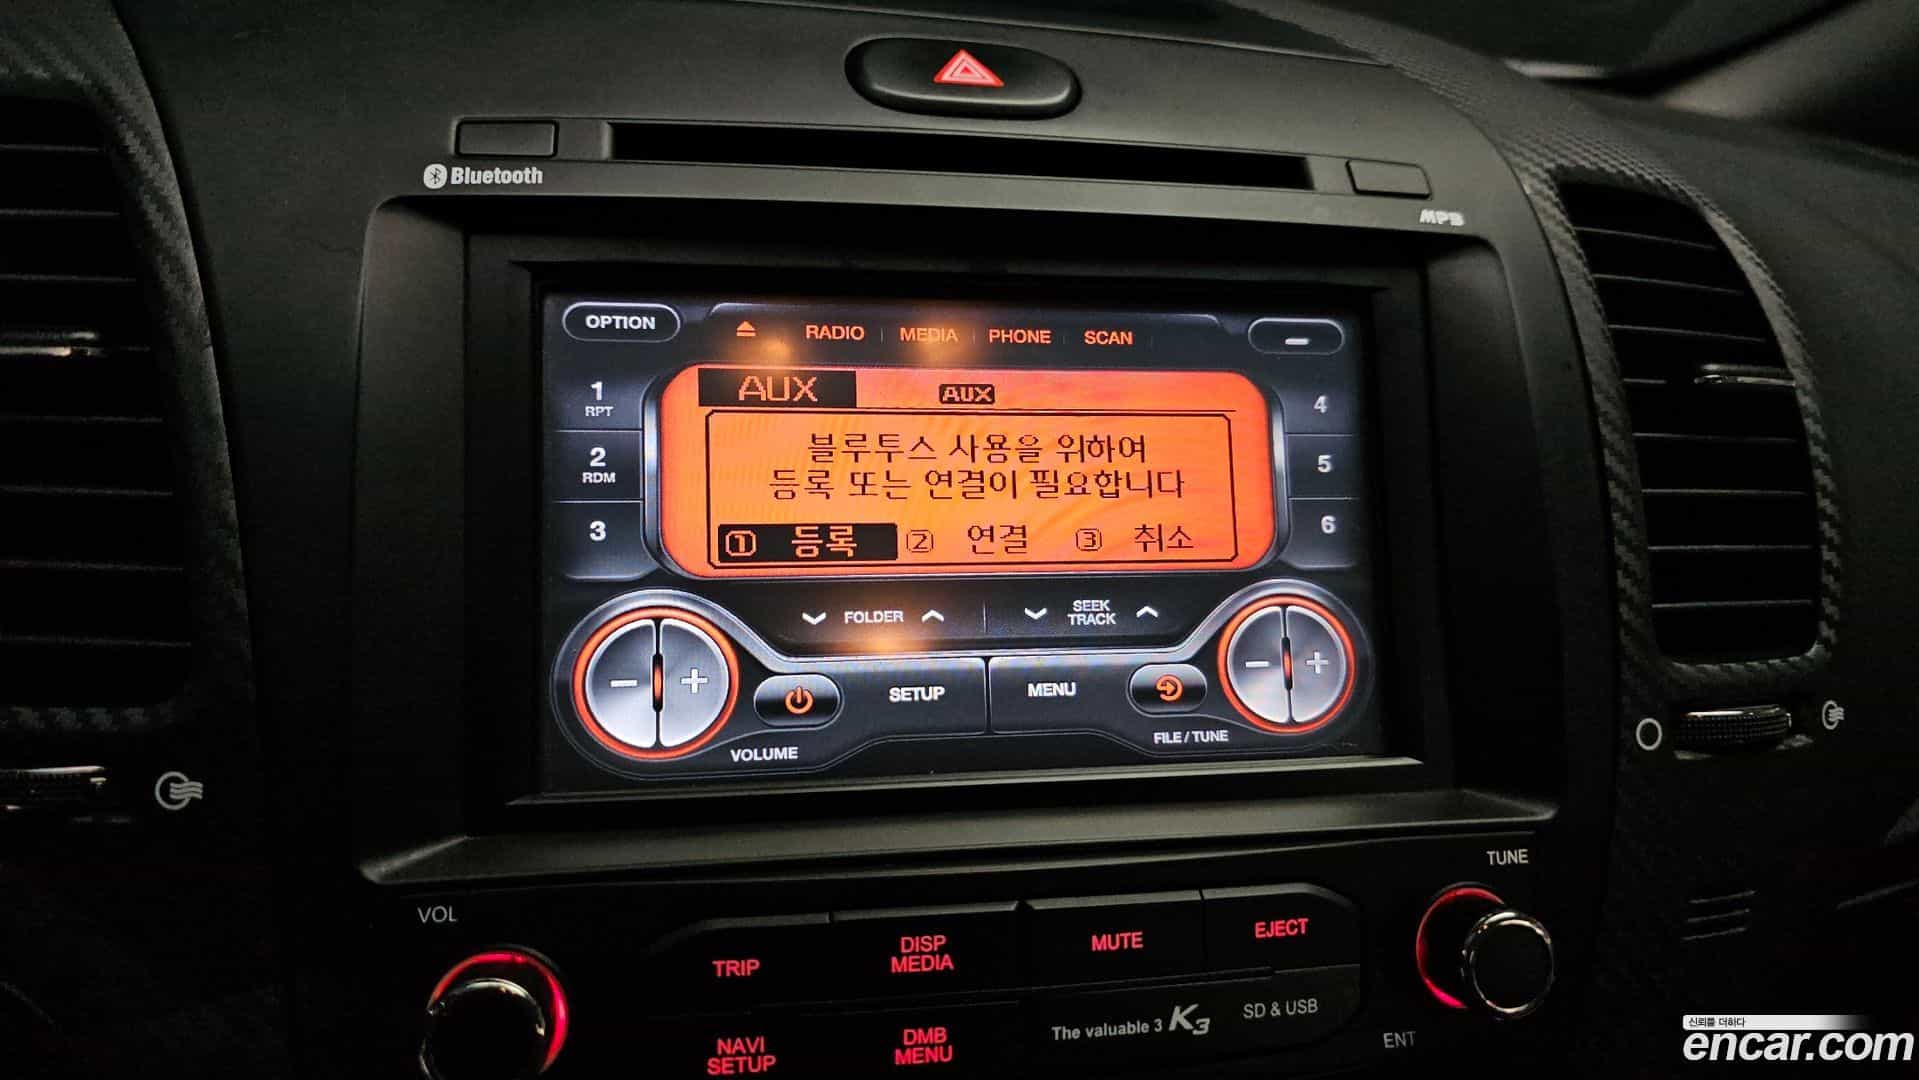 Bluetooth
MP3
OPTION
RADIO MEDIA PHONE SCAN
1
RPT
2
RDM
3
4
5
6
AUX AUX
블루투스 사용을 위하여
등록 또는 연결이 필요합니다
① 등록 ② 연결 ③ 취소
FOLDER
SEEK
TRACK
SETUP
MENU
VOLUME
FILE / TUNE
VOL
TUNE
TRIP
DISP
MEDIA
MUTE
EJECT
NAVI
SETUP
DMB
MENU
The valuable 3 K3
SD & USB
ENT
신뢰를 더하다
encar.com